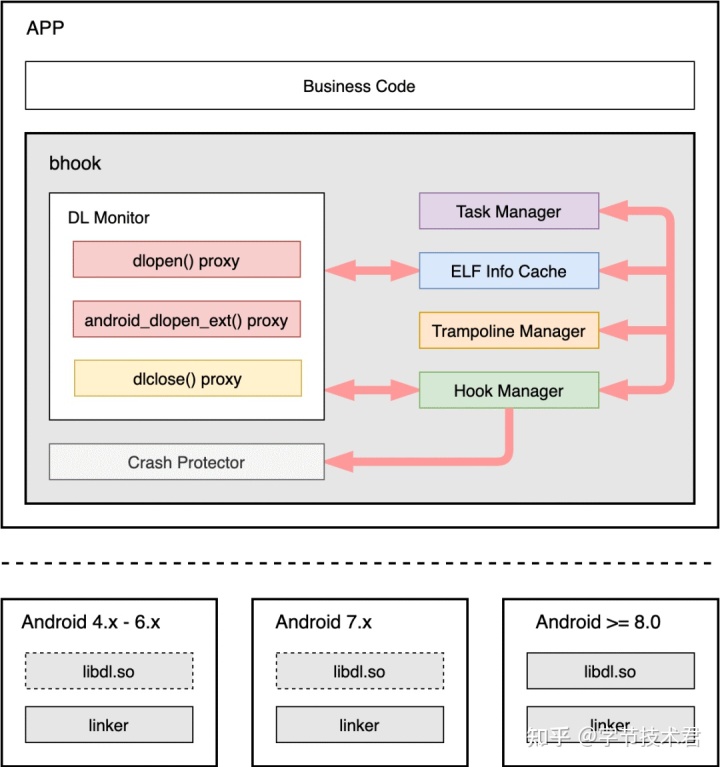 APP
Business Code
bhook
DL Monitor
dlopen() proxy
android_dlopen_ext() proxy
dlclose() proxy
Crash Protector
Task Manager
ELF Info Cache
Trampoline Manager
Hook Manager
Android 4.x - 6.x
libdl.so
linker
Android 7.x
libdl.so
linker
Android >= 8.0
libdl.so
linker
知乎 @字节技术君